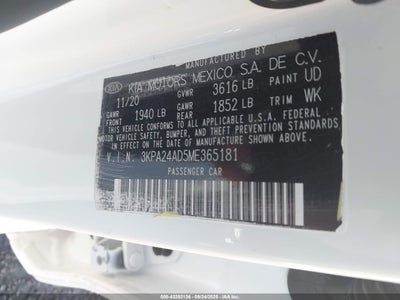 MANUFACTURED BY
KIA KIA MOTORS MEXICO S.A. DE C.V.
11/20 GVWR 3616 LB PAINT UD
GAWR FRONT 1940 LB GAWR REAR 1852 LB TRIM WK
THIS VEHICLE CONFORMS TO ALL APPLICABLE U.S.A. FEDERAL
MOTOR VEHICLE SAFETY, BUMPER, AND THEFT PREVENTION STANDARDS
IN EFFECT ON THE DATE OF MANUFACTURE SHOWN ABOVE.
V.I.N: 3KPA24AD5ME365181
PASSENGER CAR
000-43292136 - 09/24/2025 - IAA Inc.